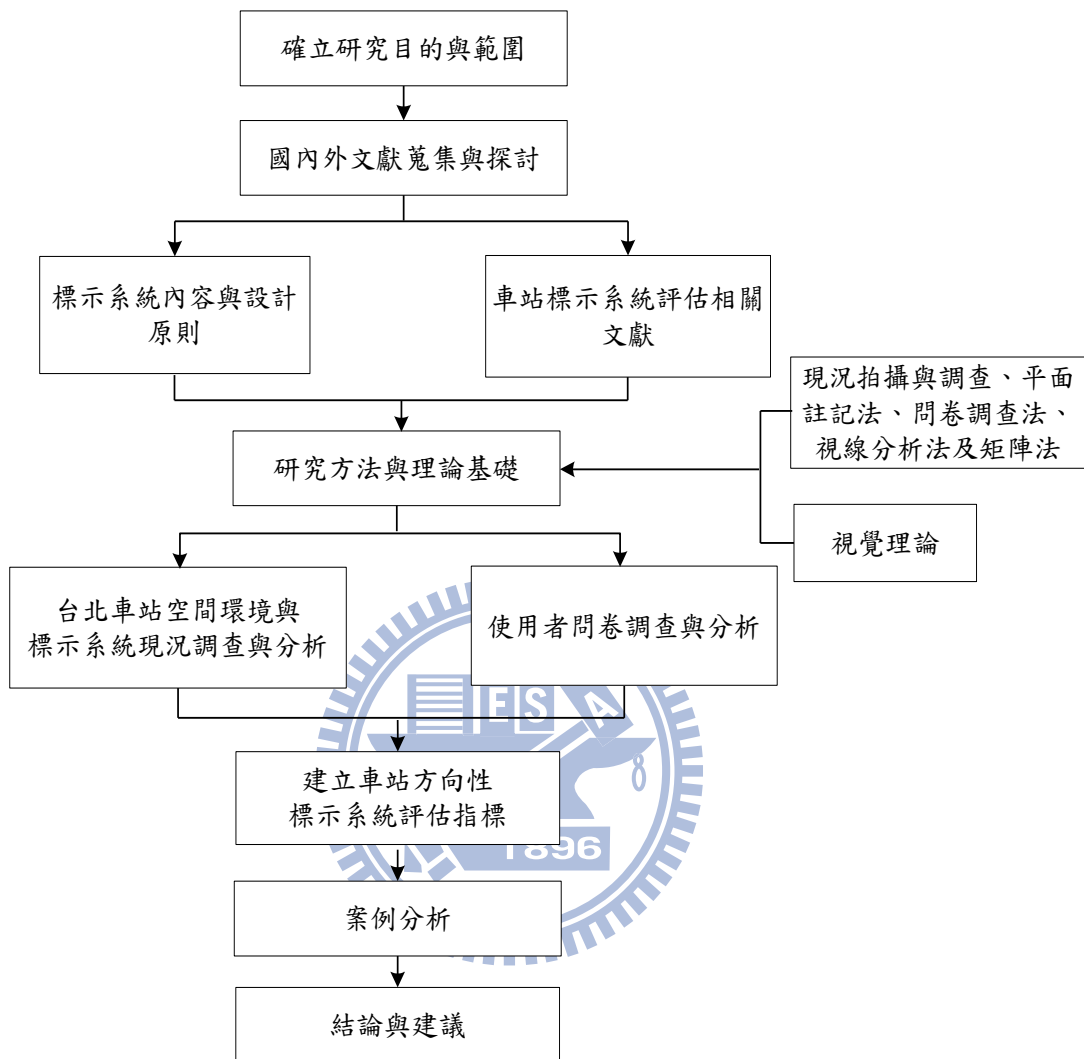 確立研究目的與範圍
國內外文獻蒐集與探討
標示系統內容與設計
原則
車站標示系統評估相關
文獻
現況拍攝與調查、平面
註記法、問卷調查法、
視線分析法及矩陣法
研究方法與理論基礎
視覺理論
台北車站空間環境與
標示系統現況調查與分析
使用者問卷調查與分析
E S A
建立車站方向性
標示系統評估指標
1896
案例分析
結論與建議